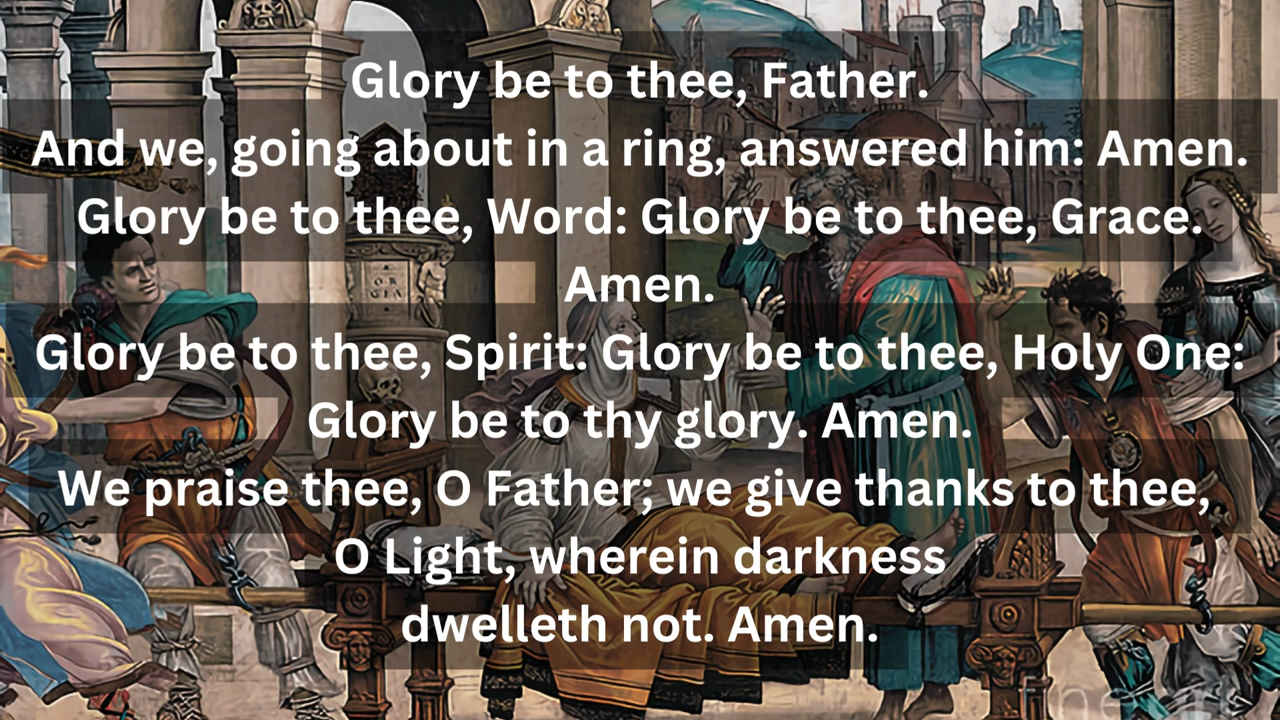 Glory be to thee, Father.
And we, going about in a ring, answered him: Amen.
Glory be to thee, Word: Glory be to thee, Grace.
Amen.
Glory be to thee, Spirit: Glory be to thee, Holy One:
Glory be to thy glory. Amen.
We praise thee, O Father; we give thanks to thee,
O Light, wherein darkness
dwelleth not. Amen.